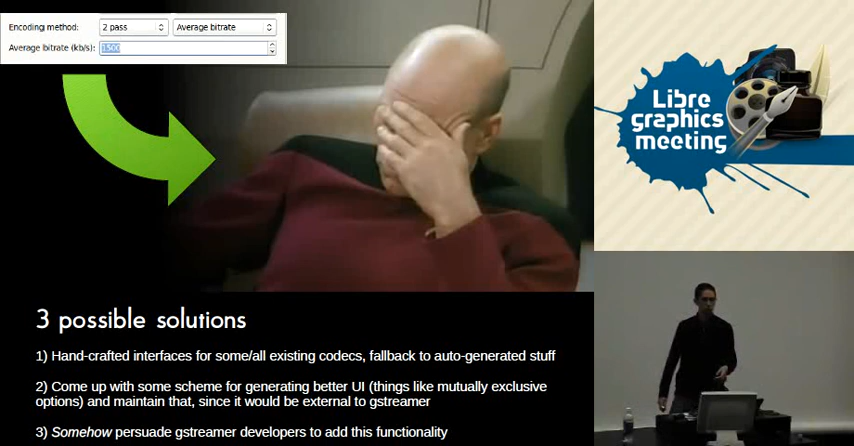 Encoding method: 2 pass Average bitrate
Average bitrate (kb/s): 1500
Libre
graphics
meeting
3 possible solutions
1) Hand-crafted interfaces for some/all existing codecs, fallback to auto-generated stuff
2) Come up with some scheme for generating better UI (things like mutually exclusive
options) and maintain that, since it would be external to gstreamer
3) Somehow persuade gstreamer developers to add this functionality